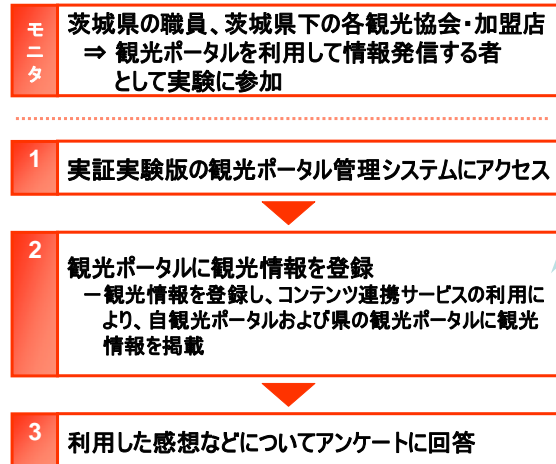 モニタ
茨城県の職員、茨城県下の各観光協会・加盟店
⇒ 観光ポータルを利用して情報発信する者
として実験に参加
1
実証実験版の観光ポータル管理システムにアクセス
2
観光ポータルに観光情報を登録
－観光情報を登録し、コンテンツ連携サービスの利用に
より、自観光ポータルおよび県の観光ポータルに観光
情報を掲載
3
利用した感想などについてアンケートに回答